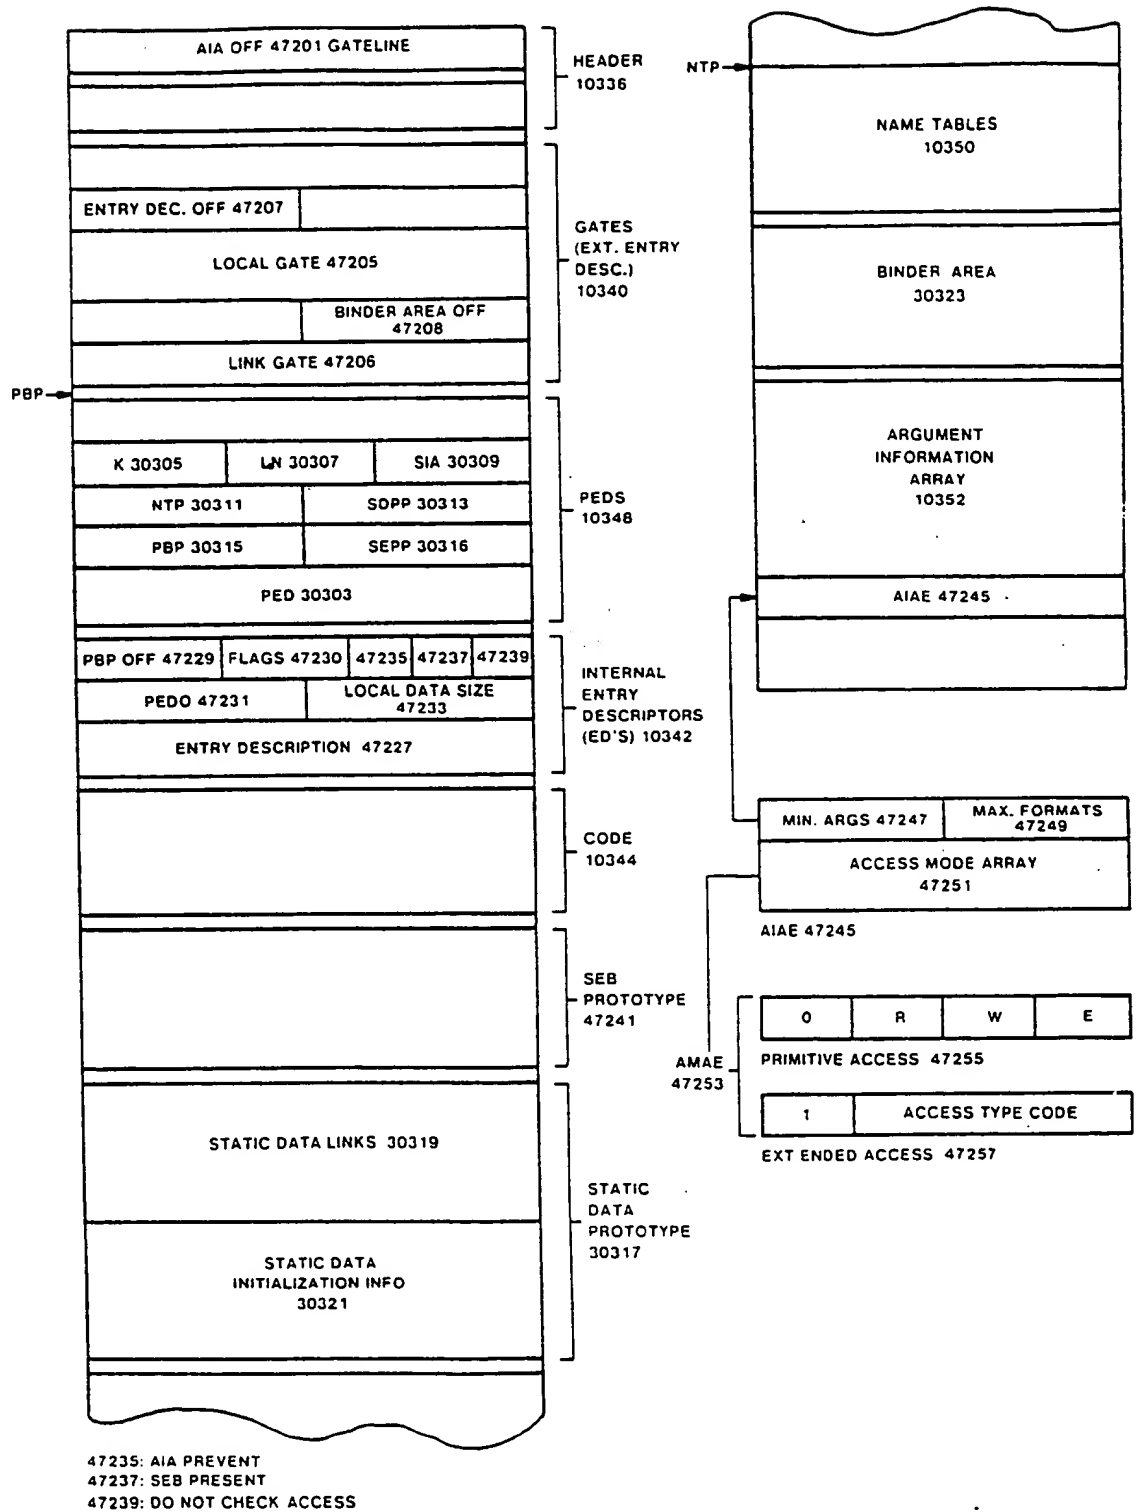 AIA OFF 47201 GATELINE
HEADER
10336
ENTRY DEC. OFF 47207
LOCAL GATE 47205
BINDER AREA OFF
47208
LINK GATE 47206
GATES
(EXT. ENTRY
DESC.)
10340
PBP
K 30305
LN 30307
SIA 30309
NTP 30311
SDPP 30313
PBP 30315
SEPP 30316
PED 30303
PEDS
10348
PBP OFF 47229
FLAGS 47230
47235
47237
47239
PEDO 47231
LOCAL DATA SIZE
47233
ENTRY DESCRIPTION 47227
INTERNAL
ENTRY
DESCRIPTORS
(ED'S) 10342
CODE
10344
SEB
PROTOTYPE
47241
STATIC DATA LINKS 30319
STATIC DATA
INITIALIZATION INFO
30321
STATIC
DATA
PROTOTYPE
30317
47235: AIA PREVENT
47237: SEB PRESENT
47239: DO NOT CHECK ACCESS
NTP
NAME TABLES
10350
BINDER AREA
30323
ARGUMENT
INFORMATION
ARRAY
10352
AIAE 47245
MIN. ARGS 47247
MAX. FORMATS
47249
ACCESS MODE ARRAY
47251
AIAE 47245
AMAE
47253
0
R
W
E
PRIMITIVE ACCESS 47255
1
ACCESS TYPE CODE
EXT ENDED ACCESS 47257